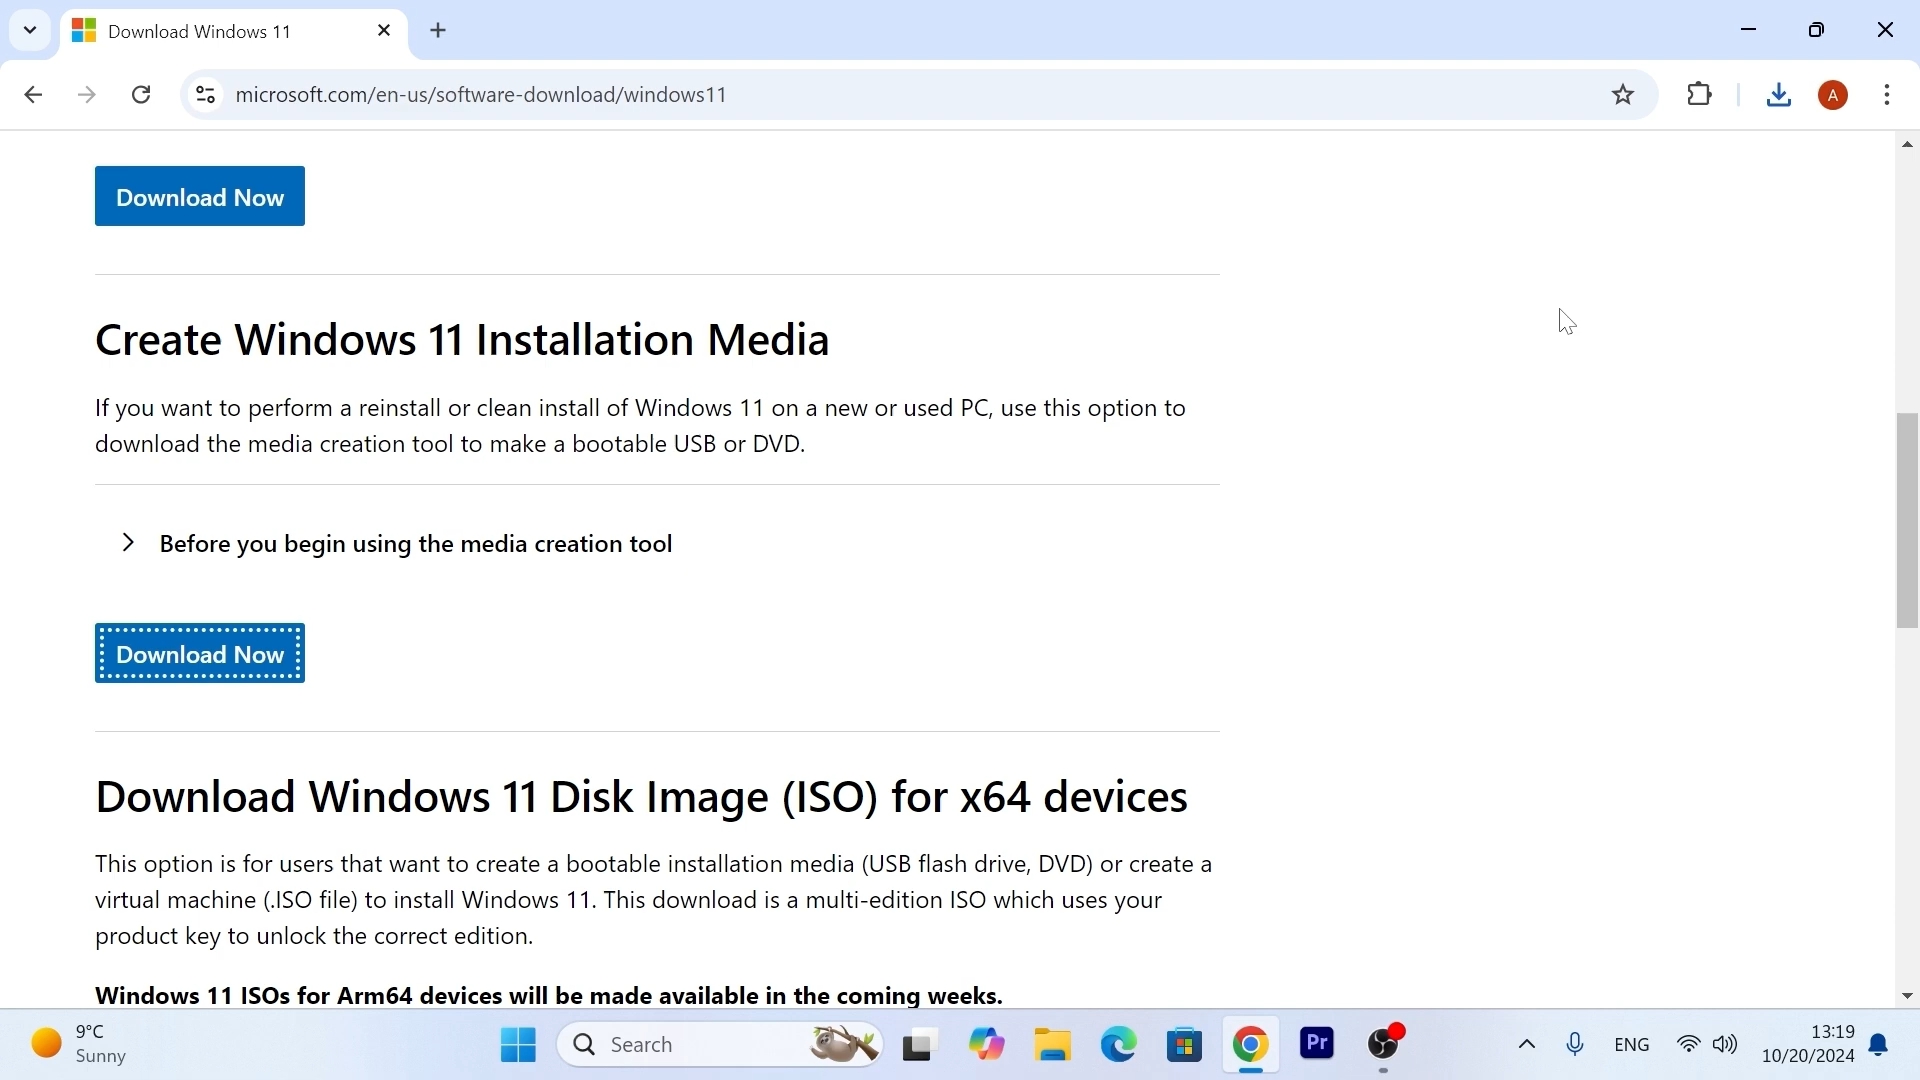 Download Windows 11
microsoft.com/en-us/software-download/windows11
A
Download Now
Create Windows 11 Installation Media
If you want to perform a reinstall or clean install of Windows 11 on a new or used PC, use this option to
download the media creation tool to make a bootable USB or DVD.
Before you begin using the media creation tool
Download Now
Download Windows 11 Disk Image (ISO) for x64 devices
This option is for users that want to create a bootable installation media (USB flash drive, DVD) or create a
virtual machine (.ISO file) to install Windows 11. This download is a multi-edition ISO which uses your
product key to unlock the correct edition.
Windows 11 ISOs for Arm64 devices will be made available in the coming weeks.
9°C
Sunny
Search
Pr
ENG
13:19
10/20/2024